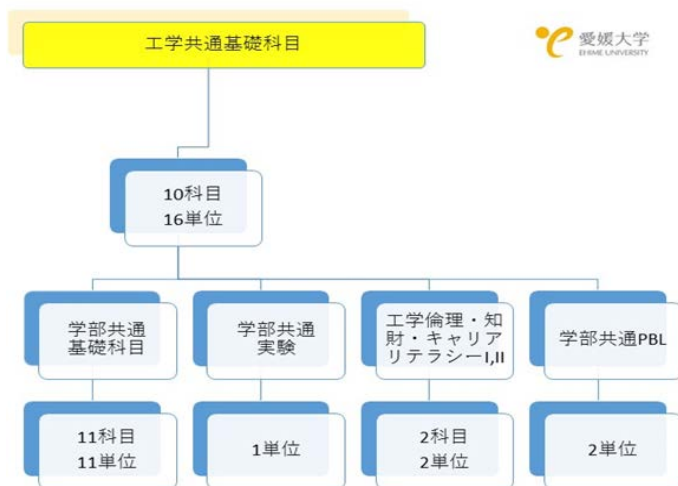 工学共通基礎科目
愛媛大学
EHIME UNIVERSITY
10科目
16単位
学部共通
基礎科目
学部共通
実験
工学倫理・知
財・キャリア
リテラシーI,II
学部共通PBL
11科目
11単位
1単位
2科目
2単位
2単位